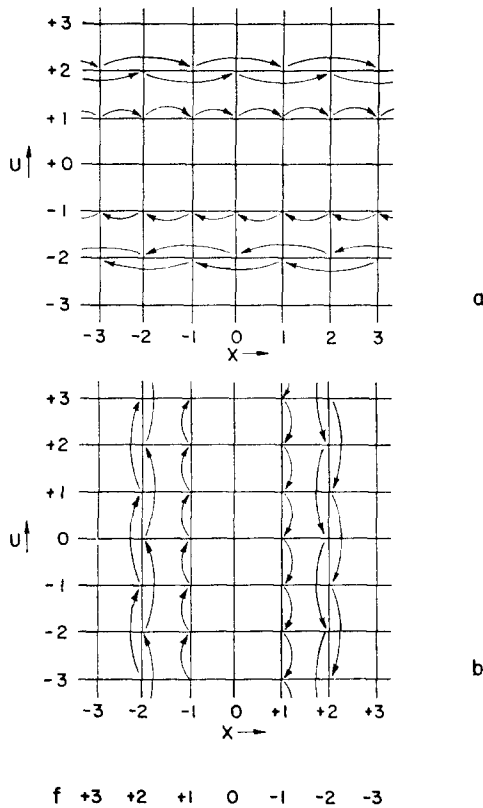 +3
+2
+1
U ↑ +0
-1
-2
-3
-3 -2 -1 0 1 2 3
X →
a
+3
+2
+1
U ↑ 0
-1
-2
-3
-3 -2 -1 0 +1 +2 +3
X →
b
f +3 +2 +1 0 -1 -2 -3